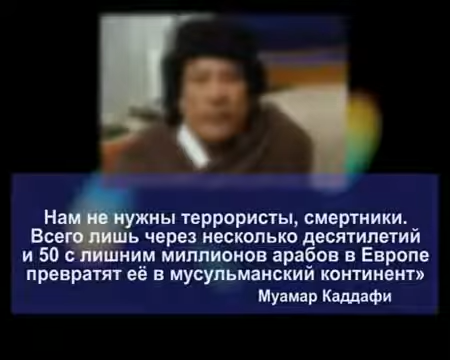 Нам не нужны террористы, смертники.
Всего лишь через несколько десятилетий
и 50 с лишним миллионов арабов в Европе
превратят её в мусульманский континент»
Муамар Каддафи